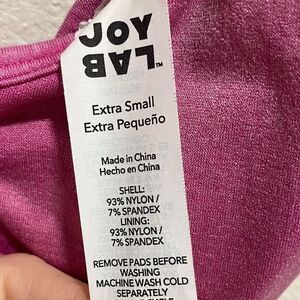 JOY
LAB™
Extra Small
Extra Pequeño
Made in China
Hecho en China
SHELL:
93% NYLON /
7% SPANDEX
LINING:
93% NYLON /
7% SPANDEX
REMOVE PADS BEFORE
WASHING
MACHINE WASH COLD
SEPARATELY